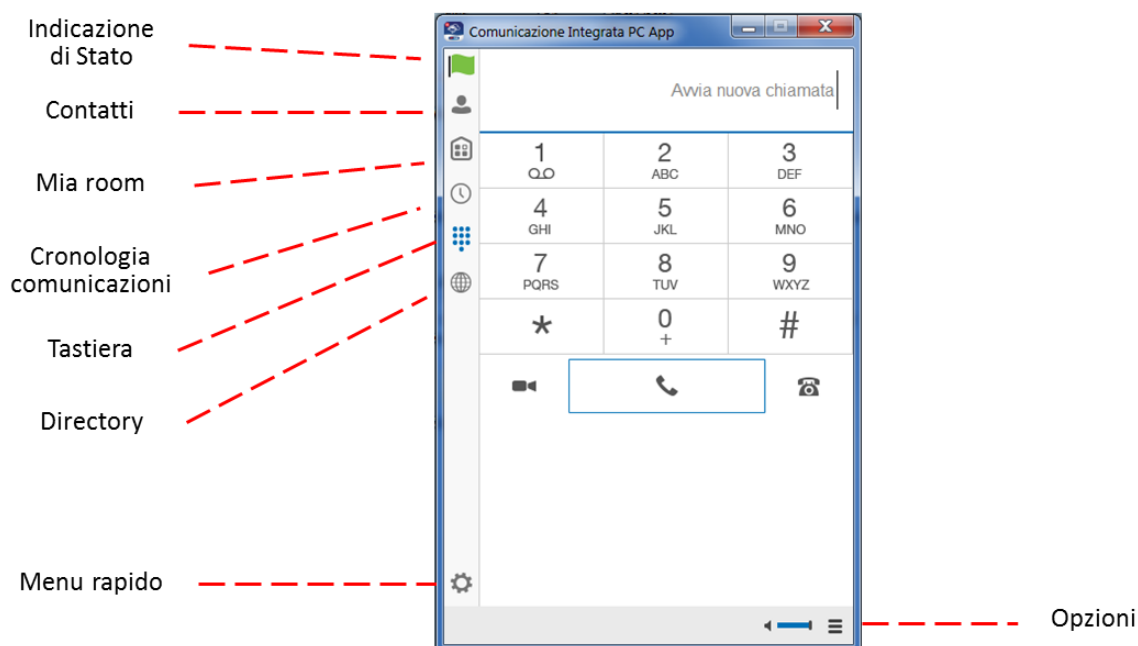 Indicazione
di Stato
Contatti
Mia room
Cronologia
comunicazioni
Tastiera
Directory
Menu rapido
Comunicazione Integrata PC App
Avvia nuova chiamata
1
2
ABC
3
DEF
4
GHI
5
JKL
6
MNO
7
PQRS
8
TUV
9
WXYZ
*
0
+
#
Opzioni